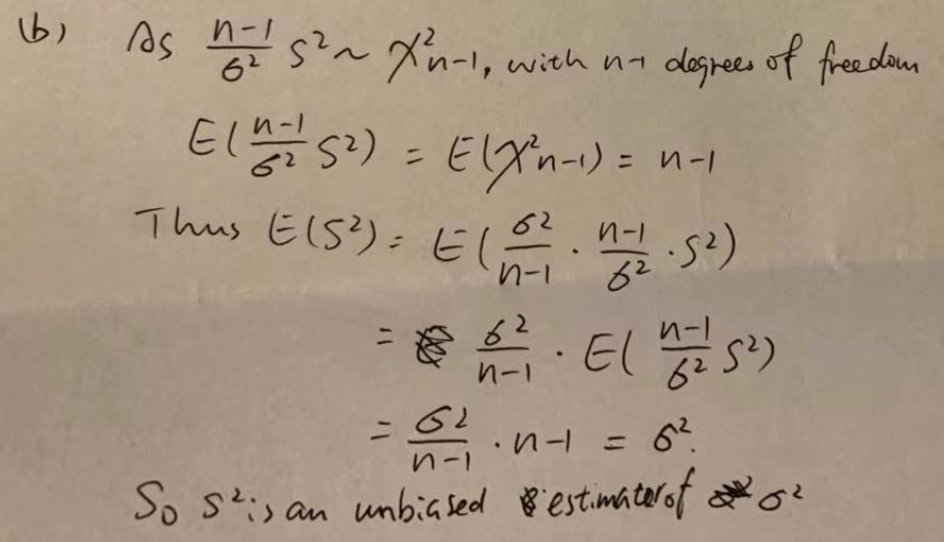 (b) As n-1/σ² S² ~ χ²n-1, with n-1 degrees of freedom
E(n-1/σ² S²) = E(χ²n-1) = n-1
Thus E(S²) = E(σ²/n-1 · n-1/σ² · S²)
= σ²/n-1 · E(n-1/σ² S²)
= σ²/n-1 · n-1 = σ².
So S² is an unbiased estimater of σ²